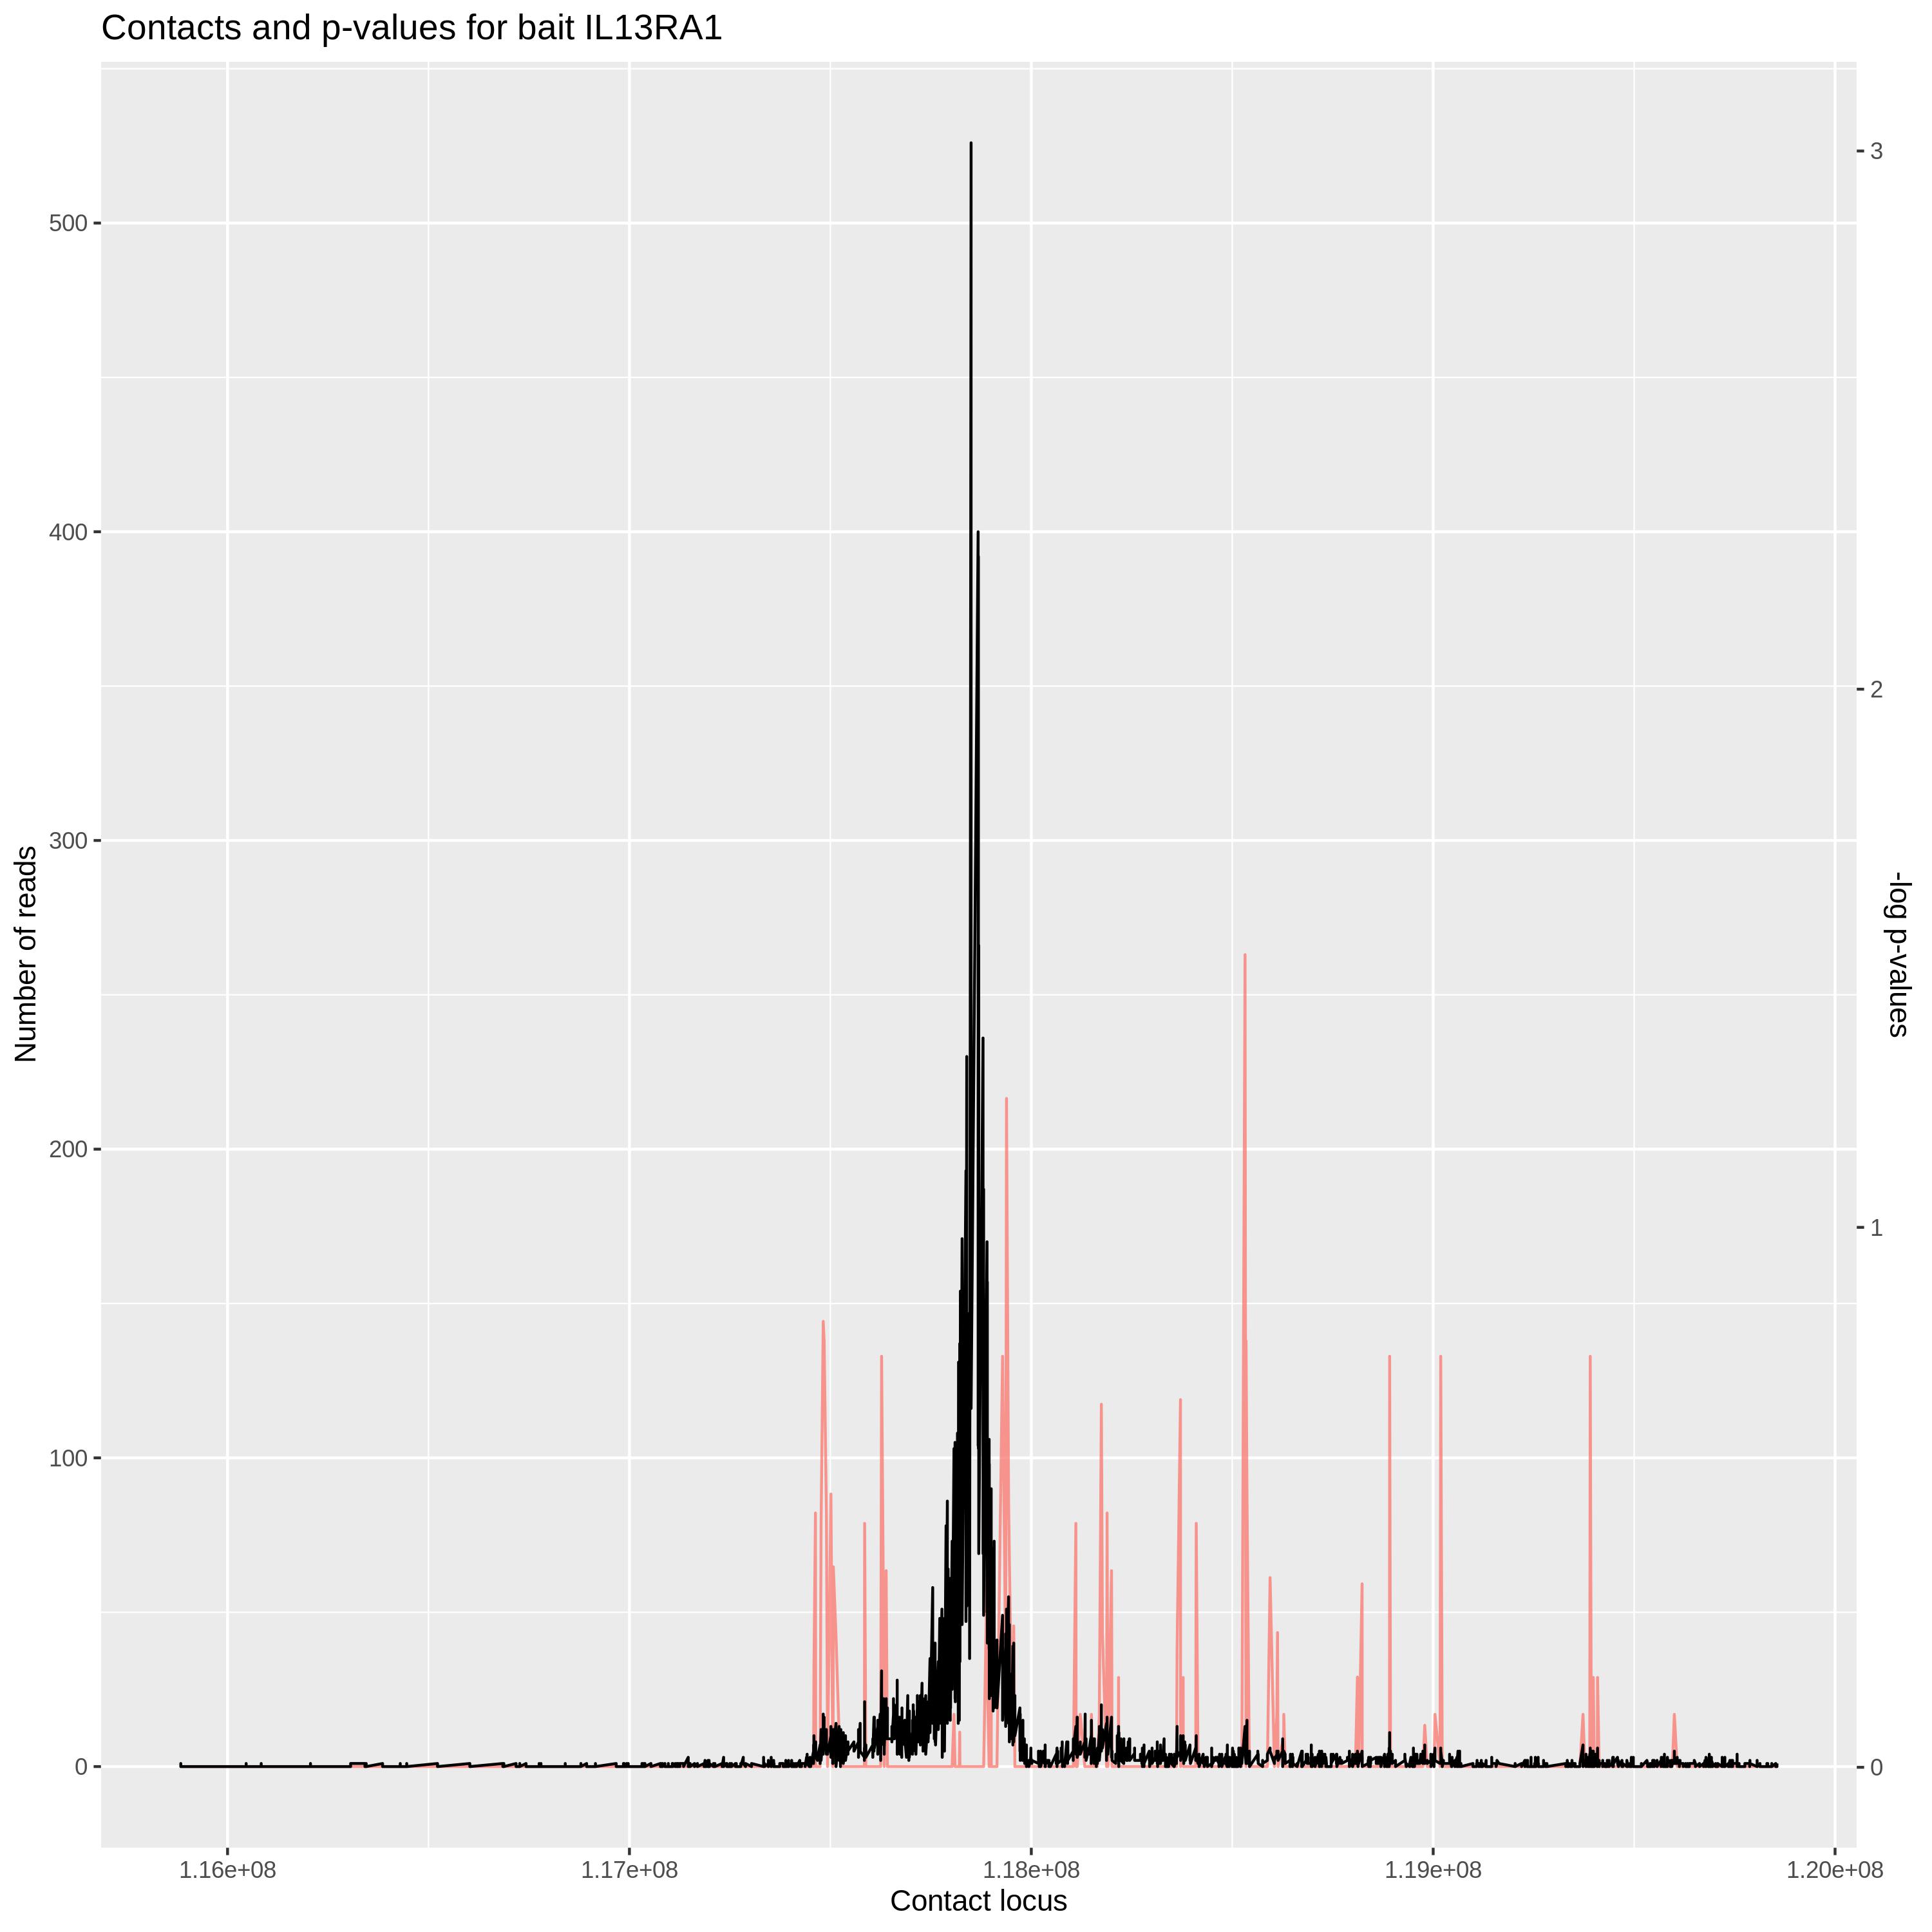 Contacts and p-values for bait IL13RA1
500
400
300
200
100
0
Number of reads
3
2
1
0
-log p-values
1.16e+08
1.17e+08
1.18e+08
1.19e+08
1.20e+08
Contact locus